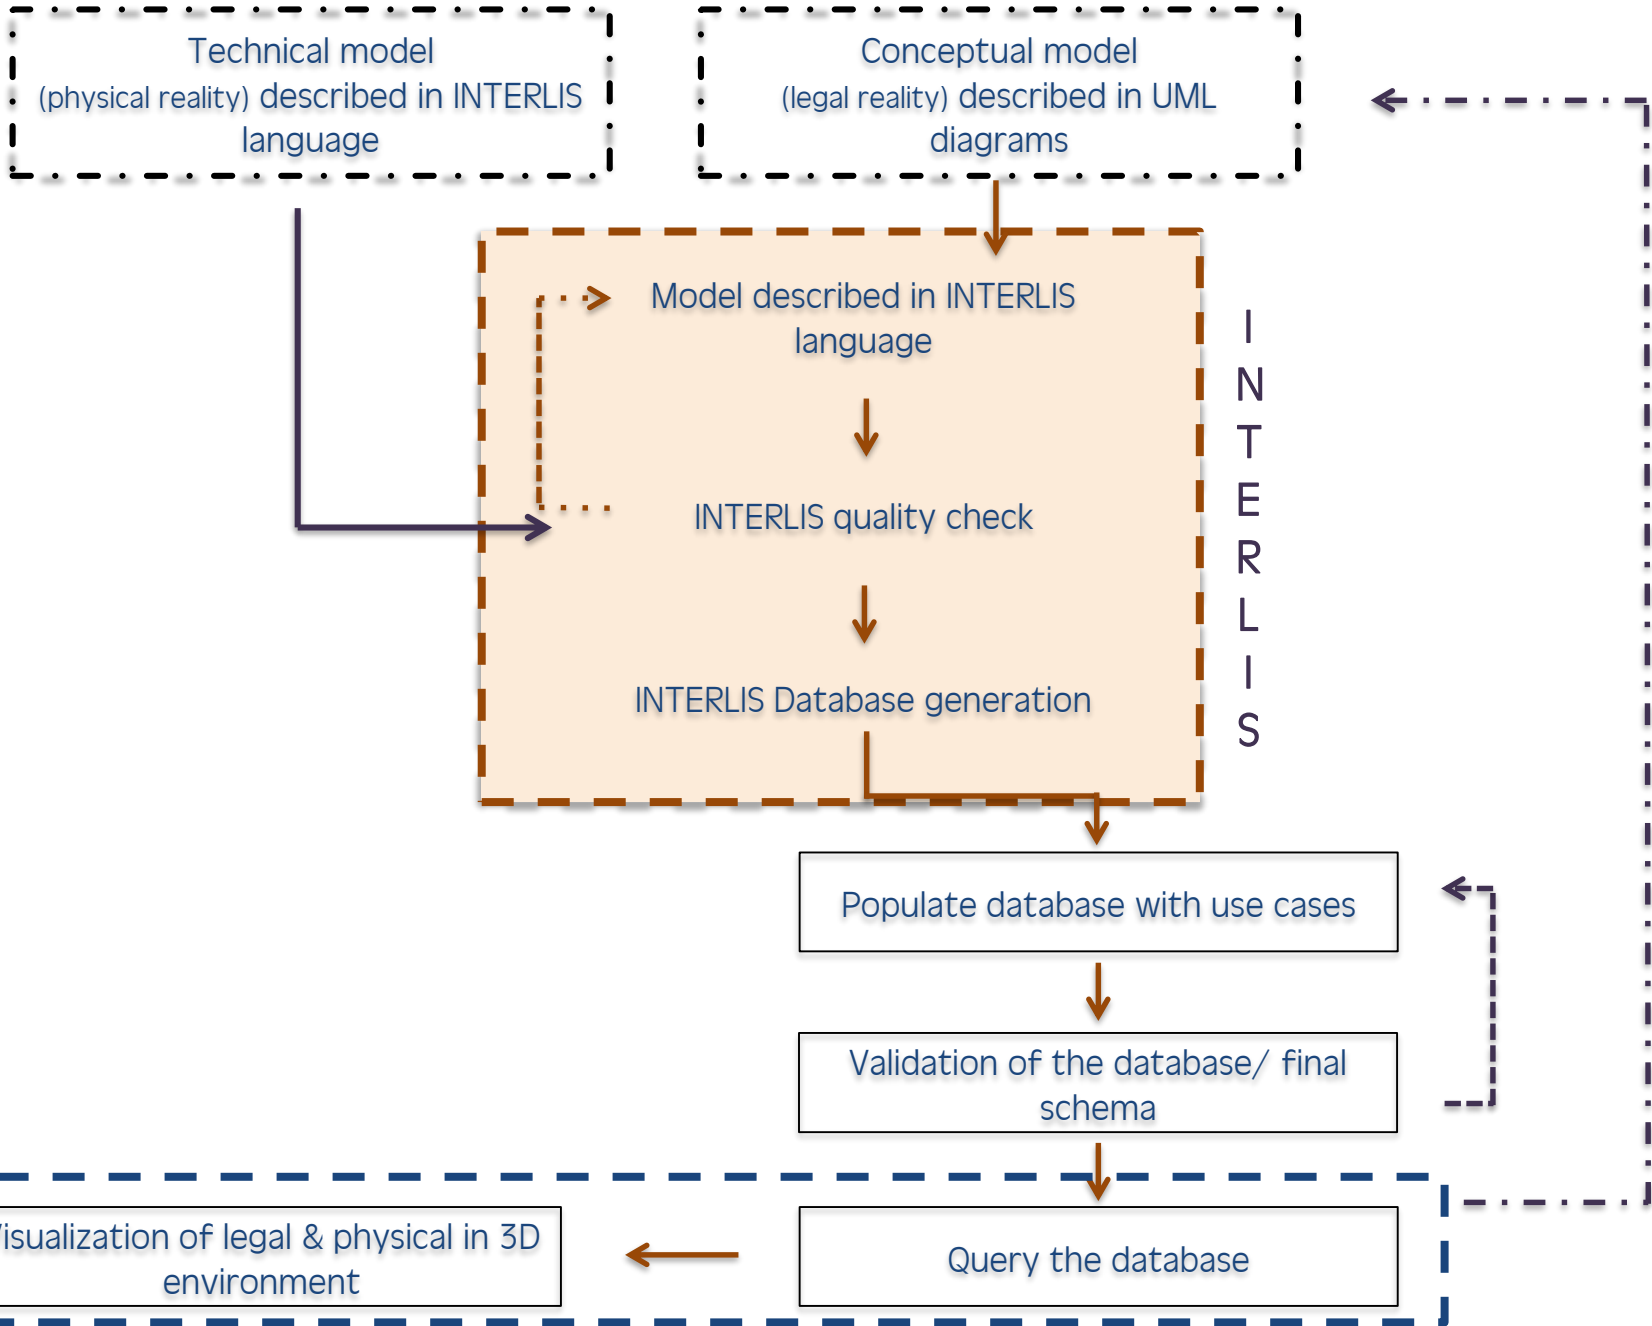 Technical model
(physical reality) described in INTERLIS
language
Conceptual model
(legal reality) described in UML
diagrams
Model described in INTERLIS
language
INTERLIS quality check
INTERLIS Database generation
I
N
T
E
R
L
I
S
Populate database with use cases
Validation of the database/ final
schema
Visualization of legal & physical in 3D
environment
Query the database